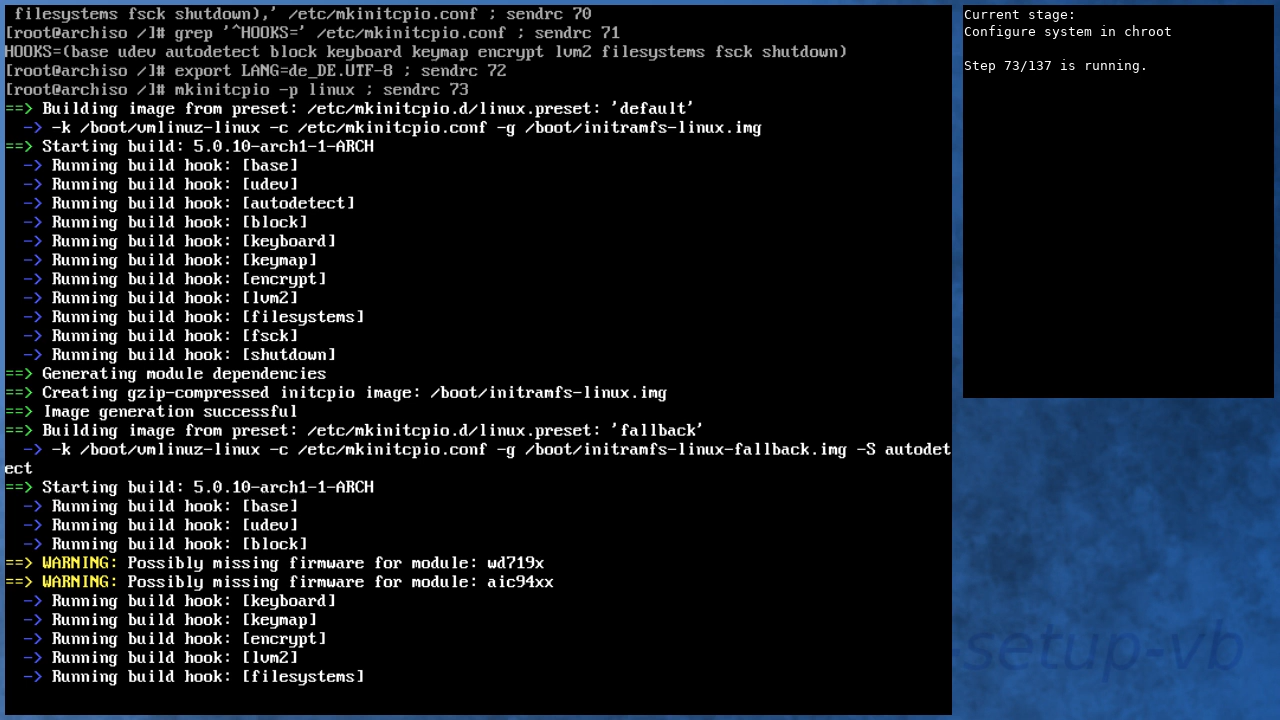 filesystems fsck shutdown),' /etc/mkinitcpio.conf ; sendrc 70
[root@archiso /]# grep '^HOOKS=' /etc/mkinitcpio.conf ; sendrc 71
HOOKS=(base udev autodetect block keyboard keymap encrypt lvm2 filesystems fsck shutdown)
[root@archiso /]# export LANG=de_DE.UTF-8 ; sendrc 72
[root@archiso /]# mkinitcpio -p linux ; sendrc 73
==> Building image from preset: /etc/mkinitcpio.d/linux.preset: 'default'
-> -k /boot/vmlinuz-linux -c /etc/mkinitcpio.conf -g /boot/initramfs-linux.img
==> Starting build: 5.0.10-arch1-1-ARCH
-> Running build hook: [base]
-> Running build hook: [udev]
-> Running build hook: [autodetect]
-> Running build hook: [block]
-> Running build hook: [keyboard]
-> Running build hook: [keymap]
-> Running build hook: [encrypt]
-> Running build hook: [lvm2]
-> Running build hook: [filesystems]
-> Running build hook: [fsck]
-> Running build hook: [shutdown]
==> Generating module dependencies
==> Creating gzip-compressed initcpio image: /boot/initramfs-linux.img
==> Image generation successful
==> Building image from preset: /etc/mkinitcpio.d/linux.preset: 'fallback'
-> -k /boot/vmlinuz-linux -c /etc/mkinitcpio.conf -g /boot/initramfs-linux-fallback.img -S autodet
ect
==> Starting build: 5.0.10-arch1-1-ARCH
-> Running build hook: [base]
-> Running build hook: [udev]
-> Running build hook: [block]
==> WARNING: Possibly missing firmware for module: wd719x
==> WARNING: Possibly missing firmware for module: aic94xx
-> Running build hook: [keyboard]
-> Running build hook: [keymap]
-> Running build hook: [encrypt]
-> Running build hook: [lvm2]
-> Running build hook: [filesystems]
Current stage:
Configure system in chroot
Step 73/137 is running.
-setup-vb